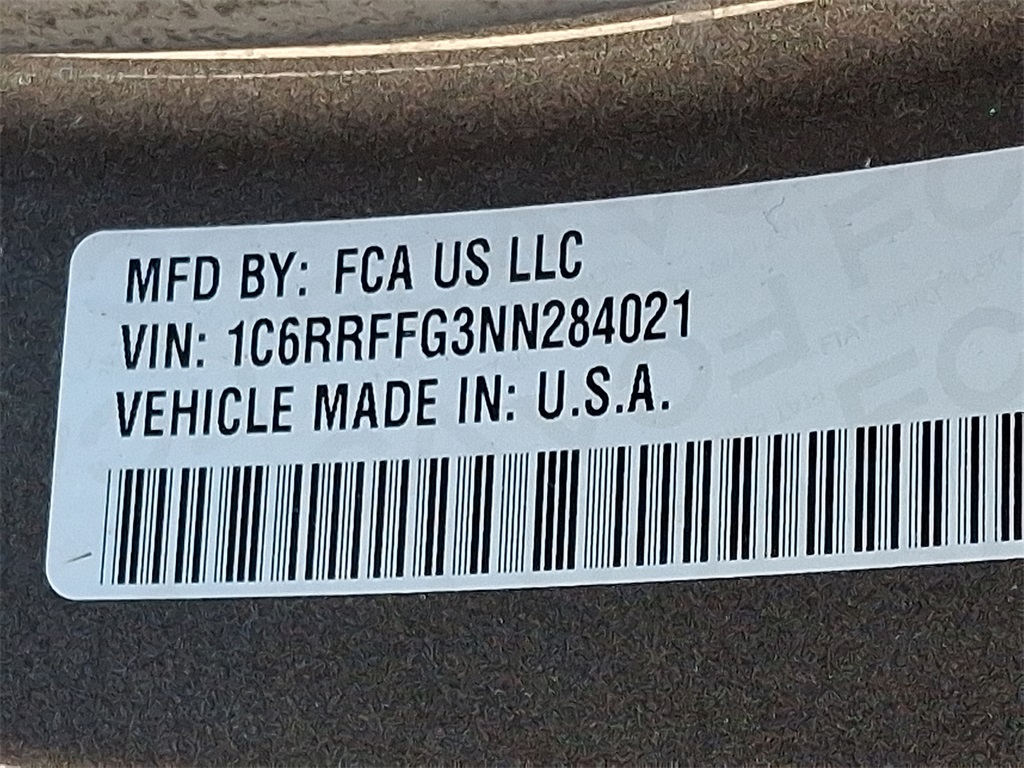 MFD BY: FCA US LLC
VIN: 1C6RRFFG3NN284021
VEHICLE MADE IN: U.S.A.